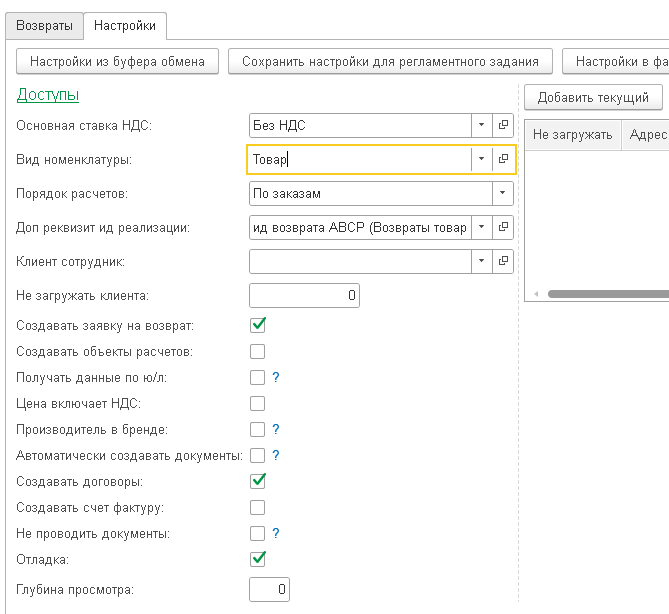 Возвраты Настройки
Настройки из буфера обмена Сохранить настройки для регламентного задания Настройки в фа
Доступы Добавить текущий
Основная ставка НДС: Без НДС Не загружать Адрес
Вид номенклатуры: Товар
Порядок расчетов: По заказам
Доп реквизит ид реализации: ид возврата ABCP (Возвраты товар
Клиент сотрудник:
Не загружать клиента: 0
Создавать заявку на возврат:
Создавать объекты расчетов:
Получать данные по ю/л: ?
Цена включает НДС:
Производитель в бренде: ?
Автоматически создавать документы: ?
Создавать договоры:
Создавать счет фактуру:
Не проводить документы: ?
Отладка:
Глубина просмотра: 0